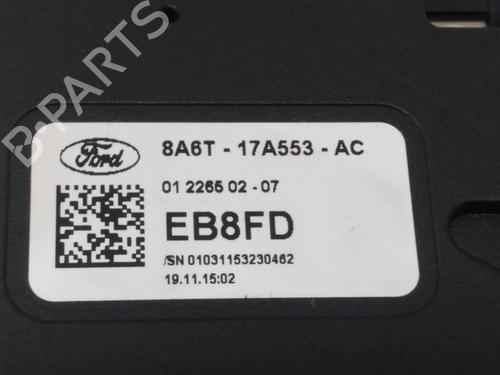 B-PARTS
Ford
8A6T - 17A553 - AC
01 2265 02 - 07
EB8FD
/SN 01031153230462
19.11.15:02